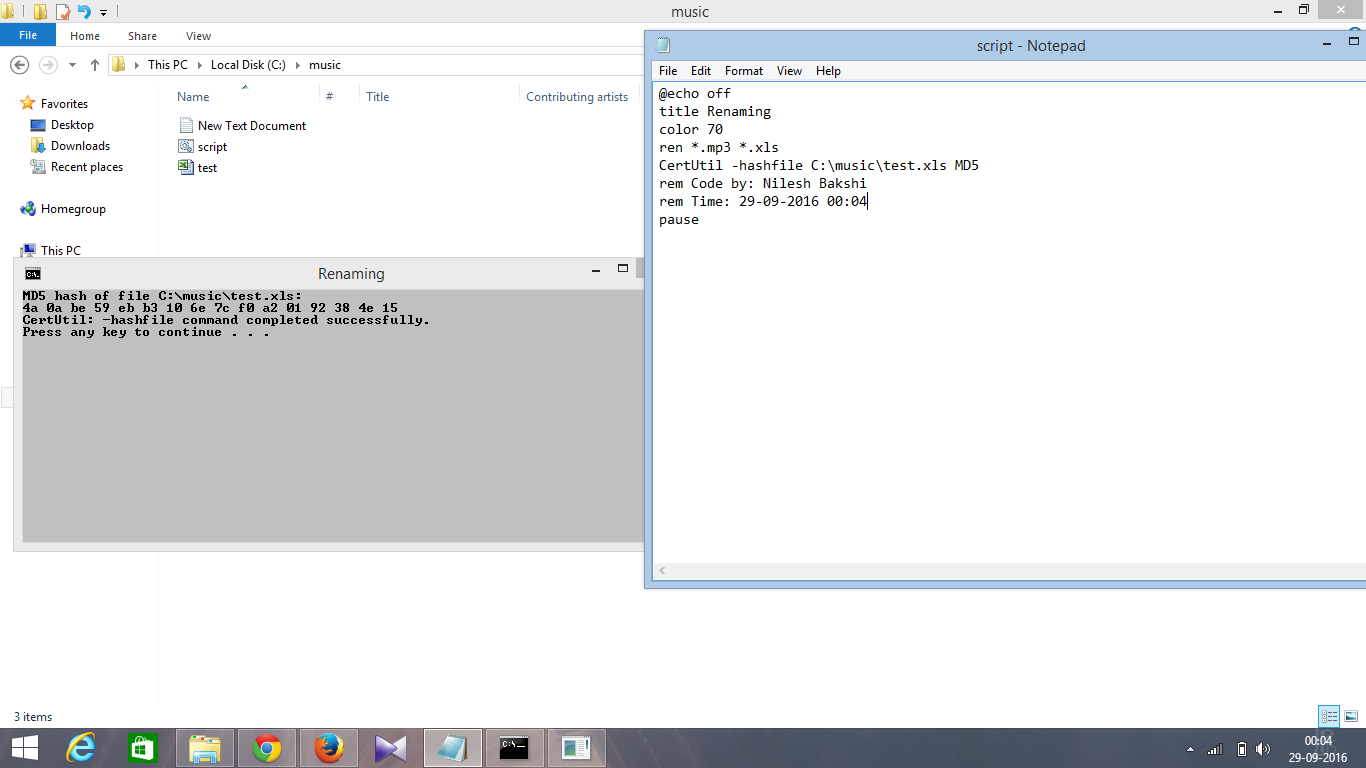 music
File Home Share View
This PC Local Disk (C:) music
Name # Title Contributing artists
Favorites
Desktop
Downloads
Recent places
Homegroup
This PC
New Text Document
script
test
Renaming
MD5 hash of file C:\music\test.xls:
4a 0a be 59 eb b3 10 6e 7c f0 a2 01 92 38 4e 15
CertUtil: -hashfile command completed successfully.
Press any key to continue . . .
script - Notepad
File Edit Format View Help
@echo off
title Renaming
color 70
ren *.mp3 *.xls
CertUtil -hashfile C:\music\test.xls MD5
rem Code by: Nilesh Bakshi
rem Time: 29-09-2016 00:04
pause
3 items
00:04
29-09-2016